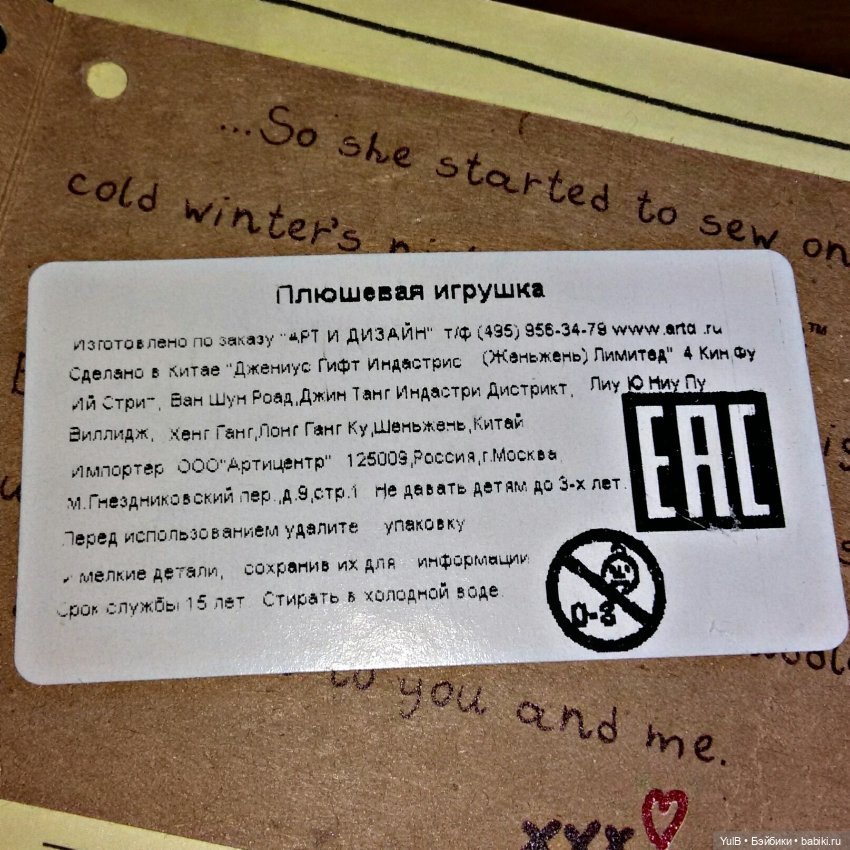 ...So she started to sew on
cold winter's
Плюшевая игрушка
Изготовлено по заказу "АРТ И ДИЗАЙН" т/ф (495) 956-34-79 www.arta .ru
Сделано в Китае "Джениус Гифт Индастрис (Женьжень) Лимитед" 4 Кин Фу
Ий Стрит, Ван Шун Роад,Джин Танг Индастри Дистрикт, Лиу Ю Ниу Пу
Виллидж, Хенг Ганг,Лонг Ганг Ку,Шеньжень,Китай
Импортер ООО"Артицентр" 125009,Россия,г.Москва,
М.Гнездниковский пер.,д.9,стр.1 Не давать детям до 3-х лет.
Перед использованием удалите упаковку
и мелкие детали, сохранив их для информации
Срок службы 15 лет Стирать в холодной воде.
EAC
0-3
TM
to you and me.
xxx
YulB • Бэйбики • babiki.ru